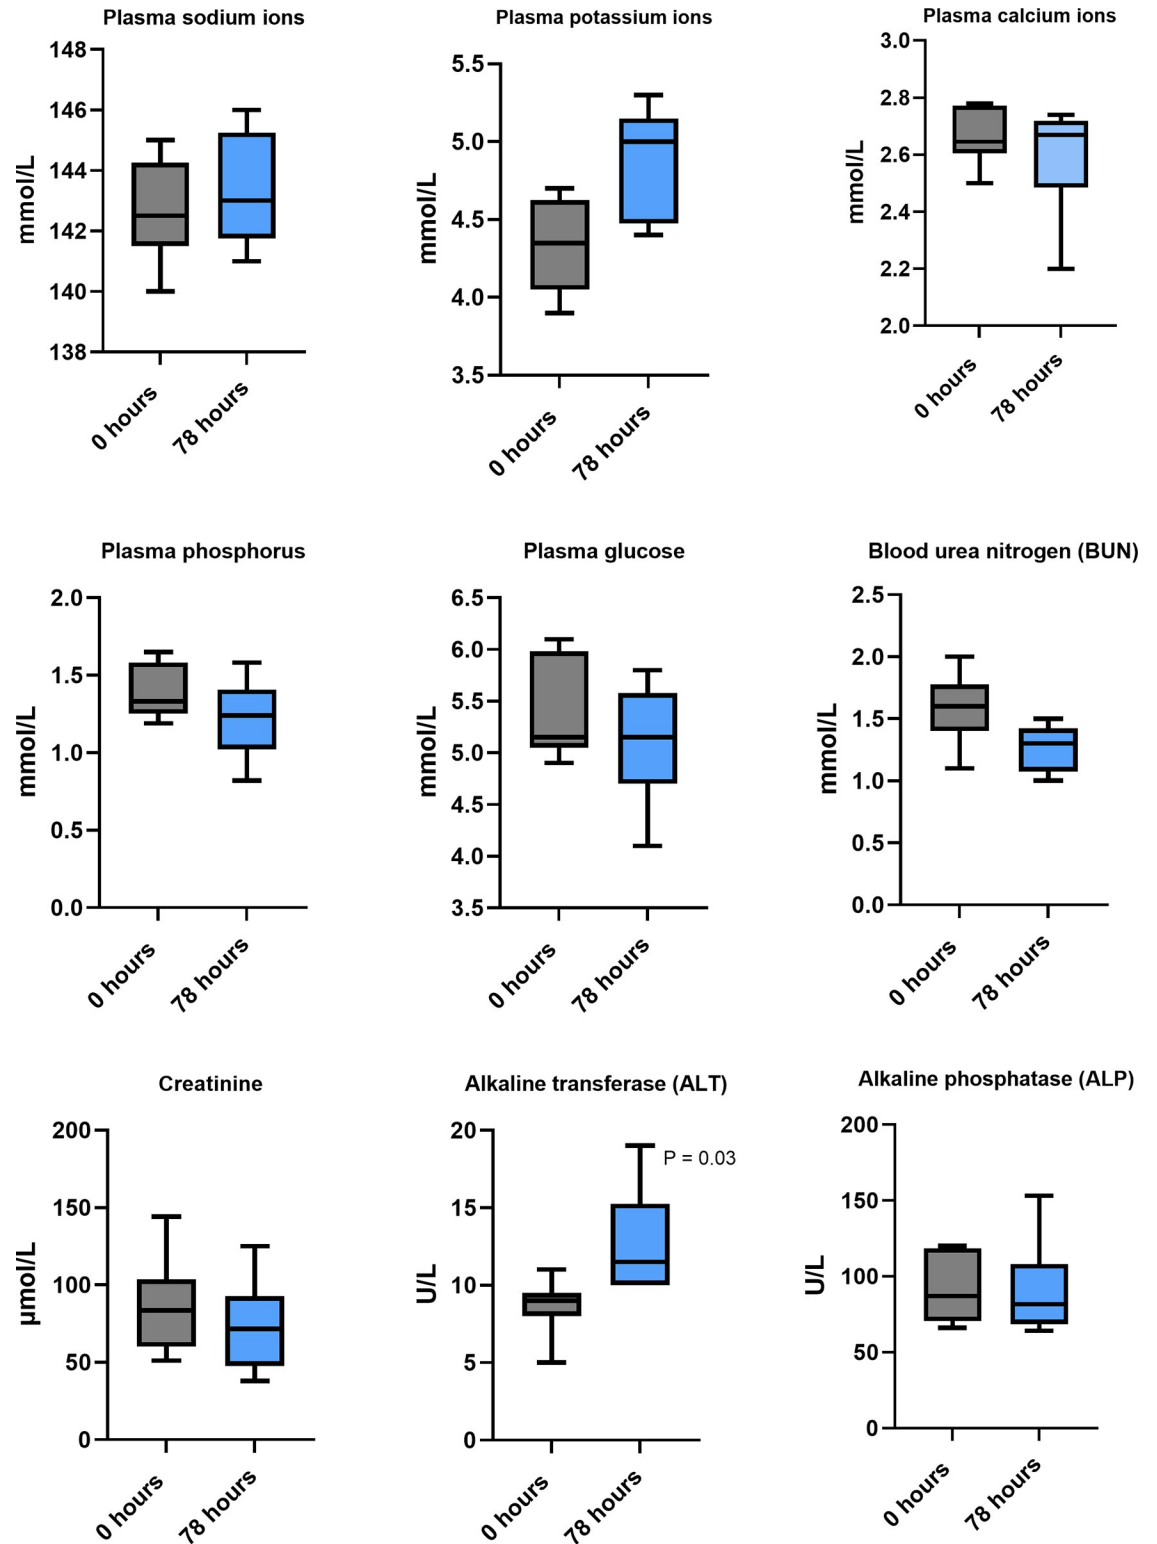 Plasma sodium ions
148
146
144
142
140
138
mmol/L
0 hours
78 hours
Plasma potassium ions
5.5
5.0
4.5
4.0
3.5
mmol/L
0 hours
78 hours
Plasma calcium ions
3.0
2.8
2.6
2.4
2.2
2.0
mmol/L
0 hours
78 hours
Plasma phosphorus
2.0
1.5
1.0
0.5
0.0
mmol/L
0 hours
78 hours
Plasma glucose
6.5
6.0
5.5
5.0
4.5
4.0
3.5
mmol/L
0 hours
78 hours
Blood urea nitrogen (BUN)
2.5
2.0
1.5
1.0
0.5
0.0
mmol/L
0 hours
78 hours
Creatinine
200
150
100
50
0
µmol/L
0 hours
78 hours
Alkaline transferase (ALT)
20
15
10
5
0
U/L
P = 0.03
0 hours
78 hours
Alkaline phosphatase (ALP)
200
150
100
50
0
U/L
0 hours
78 hours